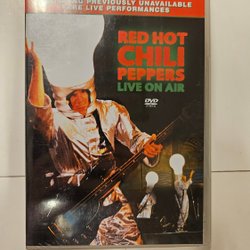 PREVIOUSLY UNAVAILABLE
LIVE PERFORMANCES
RED HOT
CHILI
PEPPERS
LIVE ON AIR
DVD